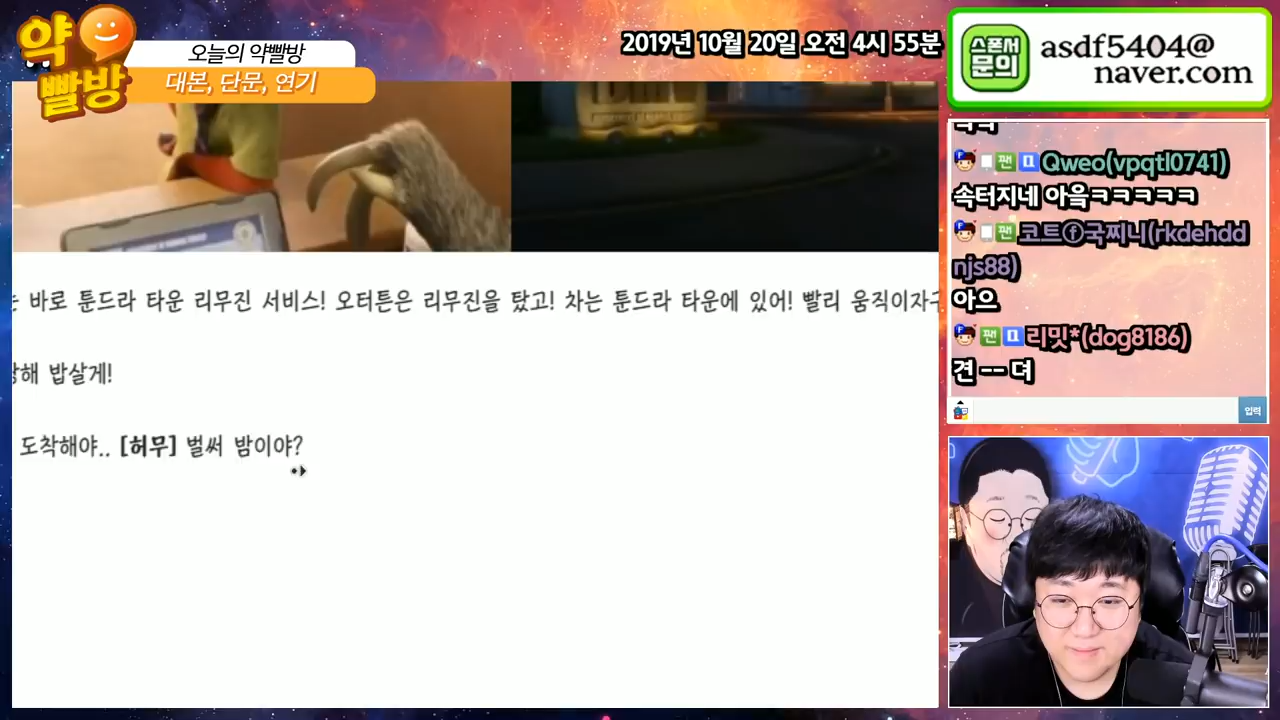 약빨방
오늘의 약빨방
대본, 단문, 연기
2019년 10월 20일 오전 4시 55분
스폰서
문의
asdf5404@
naver.com
바로 툰드라 타운 리무진 서비스! 오터튼은 리무진을 탔고! 차는 툰드라 타운에 있어! 빨리 움직이자구
밥살게!
도착해야.. [허무] 벌써 밤이야?
Qweo(vpqtl0741)
속터지네 아읔ㅋㅋㅋㅋㅋ
코트ⓕ국찌니(rkdehdd
njs88)
아으
리밋*(dog8186)
견 -- 뎌
입력